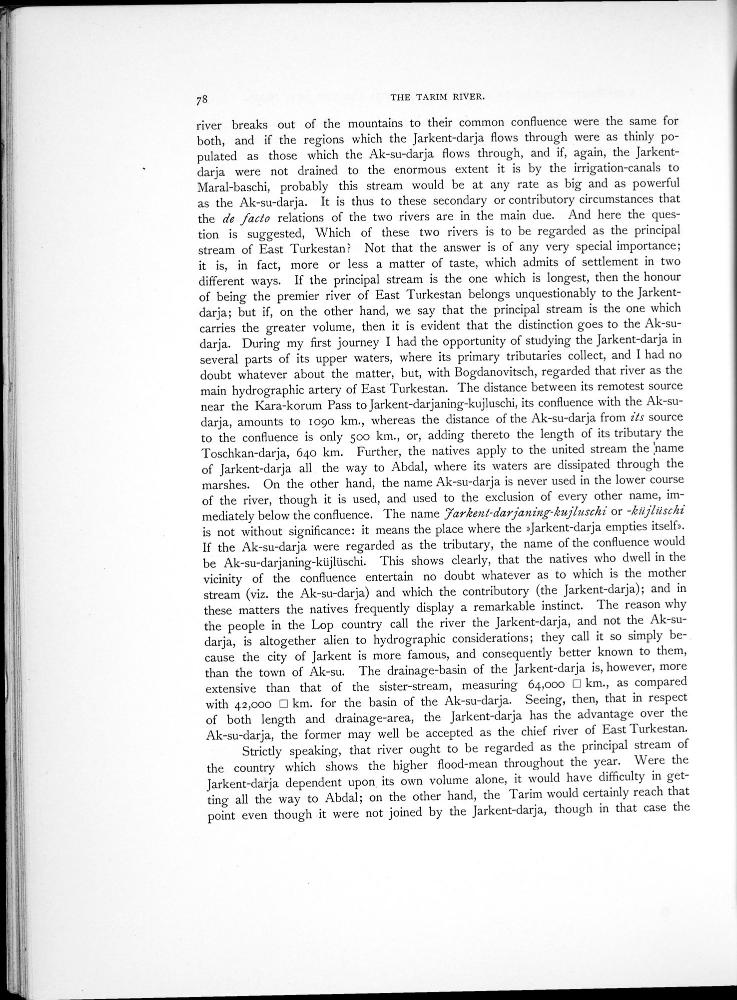 78
THE TARIM RIVER.
river breaks out of the mountains to their common confluence were the same for
both, and if the regions which the Jarkent-darja flows through were as thinly po-
pulated as those which the Ak-su-darja flows through, and if, again, the Jarkent-
darja were not drained to the enormous extent it is by the irrigation-canals to
Maral-baschi, probably this stream would be at any rate as big and as powerful
as the Ak-su-darja. It is thus to these secondary or contributory circumstances that
the de facto relations of the two rivers are in the main due. And here the ques-
tion is suggested, Which of these two rivers is to be regarded as the principal
stream of East Turkestan? Not that the answer is of any very special importance;
it is, in fact, more or less a matter of taste, which admits of settlement in two
different ways. If the principal stream is the one which is longest, then the honour
of being the premier river of East Turkestan belongs unquestionably to the Jarkent-
darja; but if, on the other hand, we say that the principal stream is the one which
carries the greater volume, then it is evident that the distinction goes to the Ak-su-
darja. During my first journey I had the opportunity of studying the Jarkent-darja in
several parts of its upper waters, where its primary tributaries collect, and I had no
doubt whatever about the matter, but, with Bogdanovitsch, regarded that river as the
main hydrographic artery of East Turkestan. The distance between its remotest source
near the Kara-korum Pass to Jarkent-darjaning-kujluschi, its confluence with the Ak-su-
darja, amounts to 1090 km., whereas the distance of the Ak-su-darja from its source
to the confluence is only 500 km., or, adding thereto the length of its tributary the
Toschkan-darja, 640 km. Further, the natives apply to the united stream the name
of Jarkent-darja all the way to Abdal, where its waters are dissipated through the
marshes. On the other hand, the name Ak-su-darja is never used in the lower course
of the river, though it is used, and used to the exclusion of every other name, im-
mediately below the confluence. The name Jarkent-darjaning-kujluschi or -küjlüschi
is not without significance: it means the place where the »Jarkent-darja empties itself».
If the Ak-su-darja were regarded as the tributary, the name of the confluence would
be Ak-su-darjaning-küjlüschi. This shows clearly, that the natives who dwell in the
vicinity of the confluence entertain no doubt whatever as to which is the mother
stream (viz. the Ak-su-darja) and which the contributory (the Jarkent-darja); and in
these matters the natives frequently display a remarkable instinct. The reason why
the people in the Lop country call the river the Jarkent-darja, and not the Ak-su-
darja, is altogether alien to hydrographic considerations; they call it so simply be-
cause the city of Jarkent is more famous, and consequently better known to them,
than the town of Ak-su. The drainage-basin of the Jarkent-darja is, however, more
extensive than that of the sister-stream, measuring 64,000 □ km., as compared
with 42,000 □ km. for the basin of the Ak-su-darja. Seeing, then, that in respect
of both length and drainage-area, the Jarkent-darja has the advantage over the
Ak-su-darja, the former may well be accepted as the chief river of East Turkestan.
Strictly speaking, that river ought to be regarded as the principal stream of
the country which shows the higher flood-mean throughout the year. Were the
Jarkent-darja dependent upon its own volume alone, it would have difficulty in get-
ting all the way to Abdal; on the other hand, the Tarim would certainly reach that
point even though it were not joined by the Jarkent-darja, though in that case the